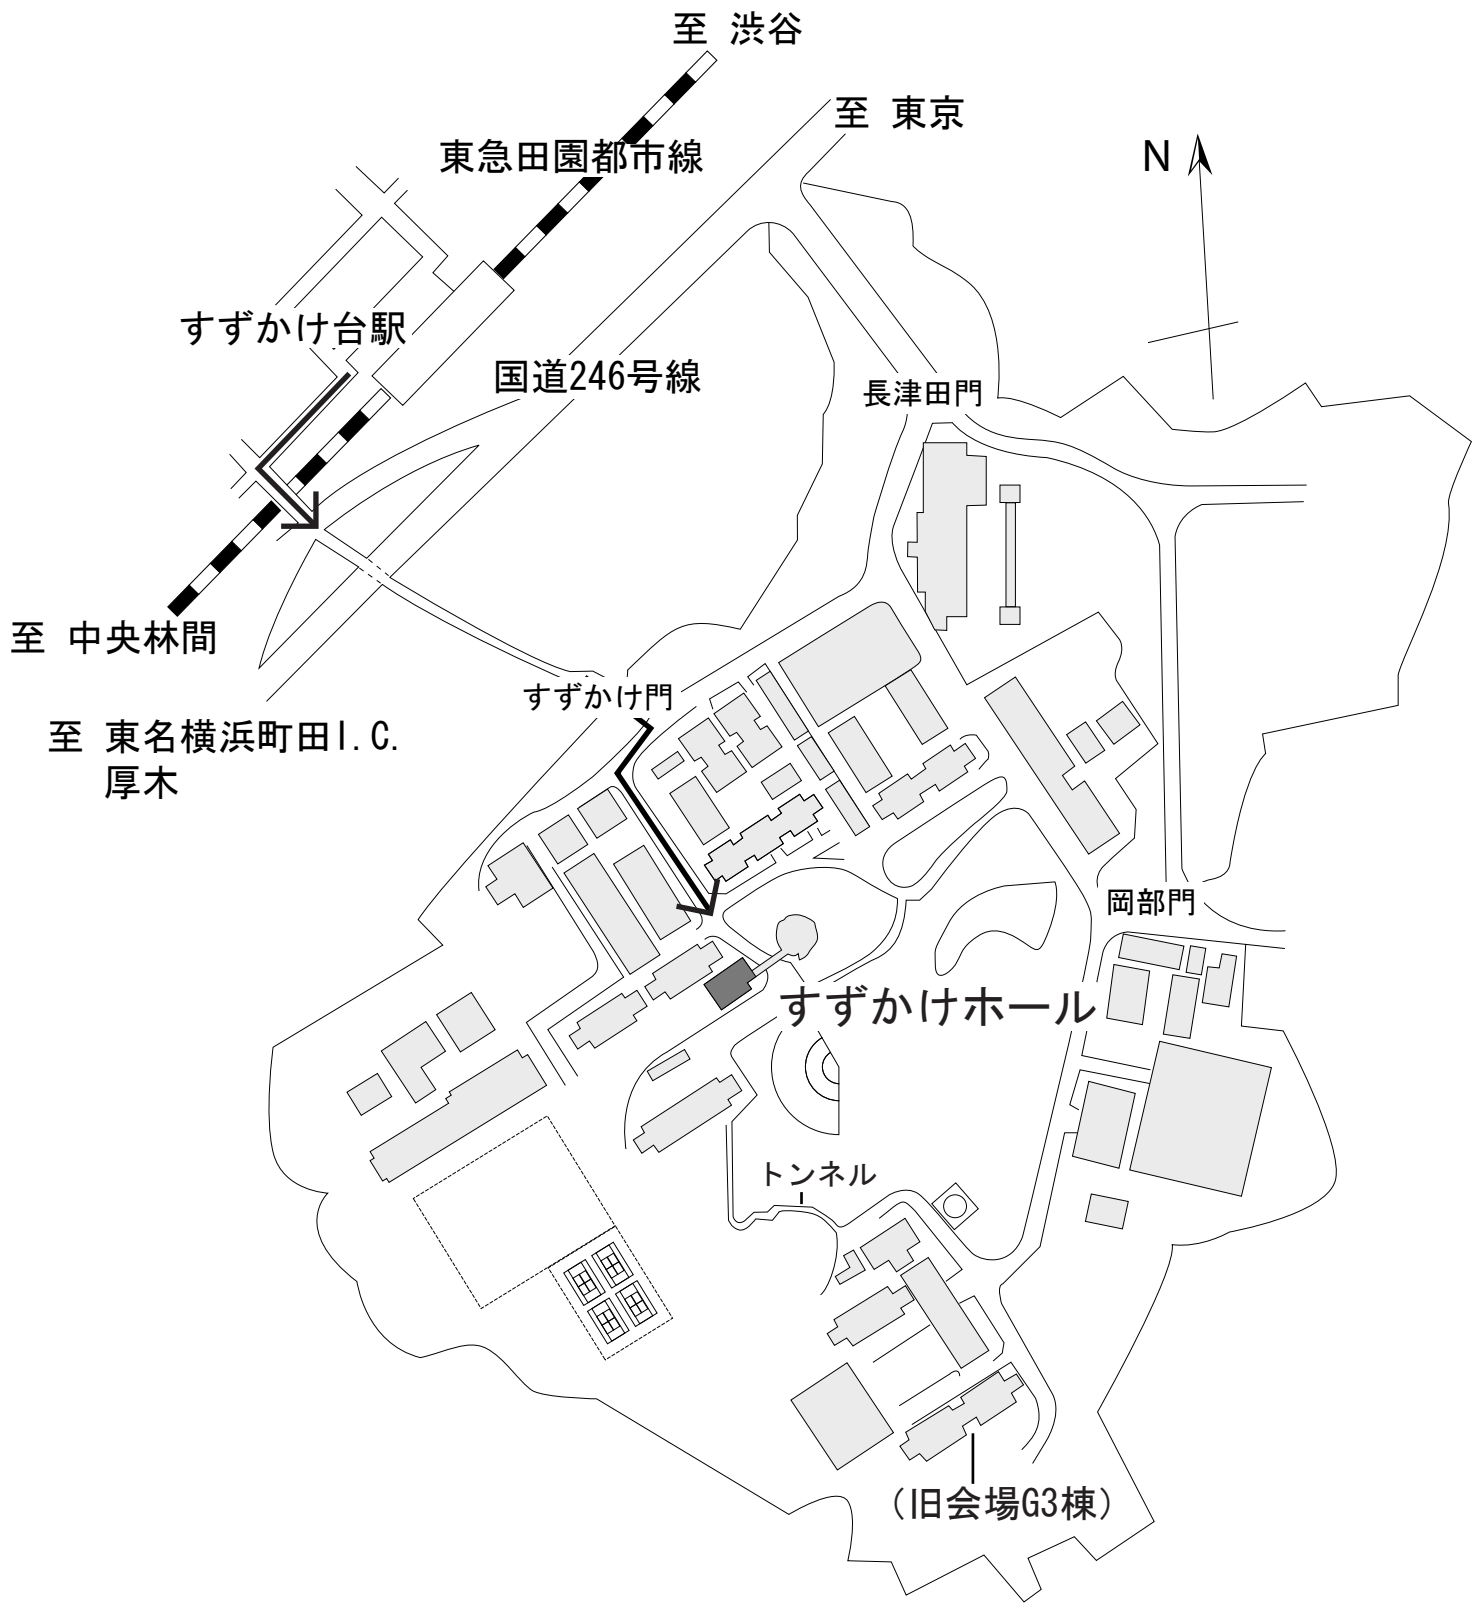 至 渋谷
至 東京
東急田園都市線
N
すずかけ台駅
国道246号線
長津田門
至 中央林間
すずかけ門
至 東名横浜町田I.C.
厚木
岡部門
すずかけホール
トンネル
(旧会場G3棟)